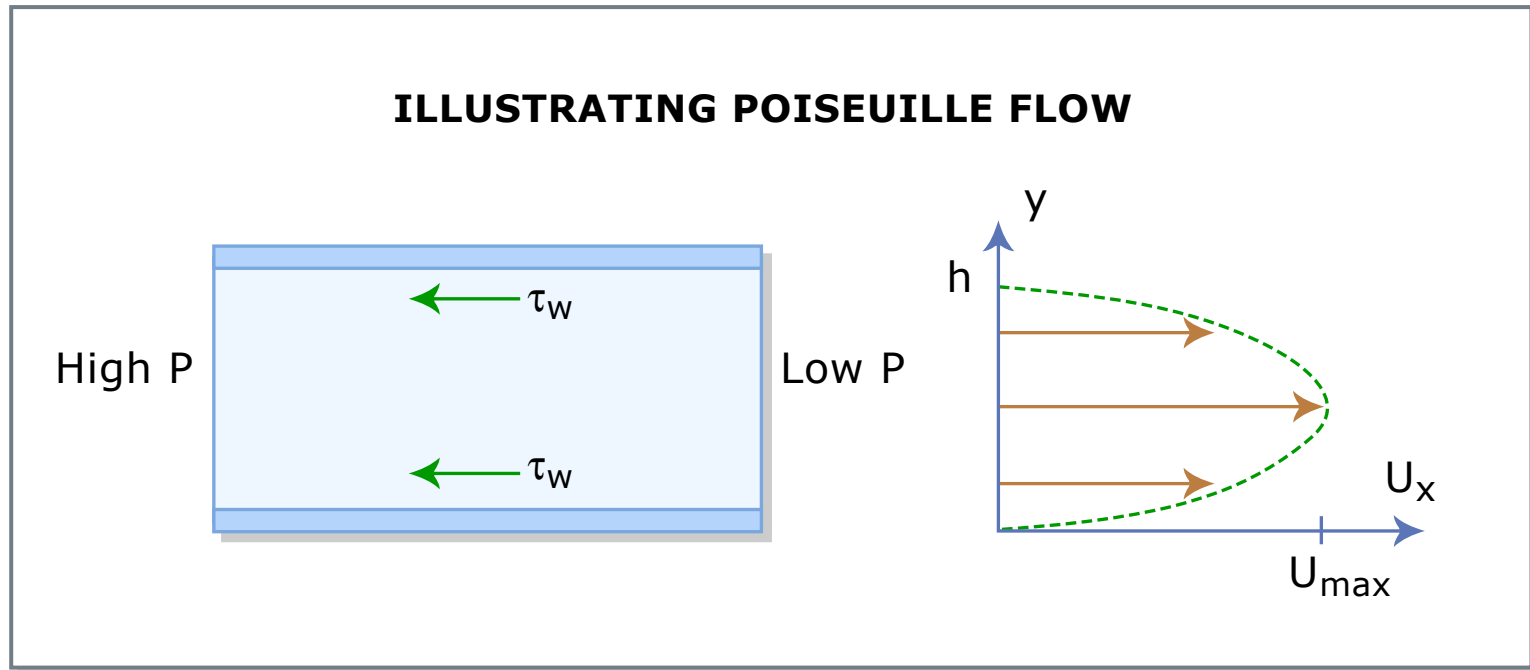 ILLUSTRATING POISEUILLE FLOW
y
h
τw
High P
Low P
τw
Ux
Umax